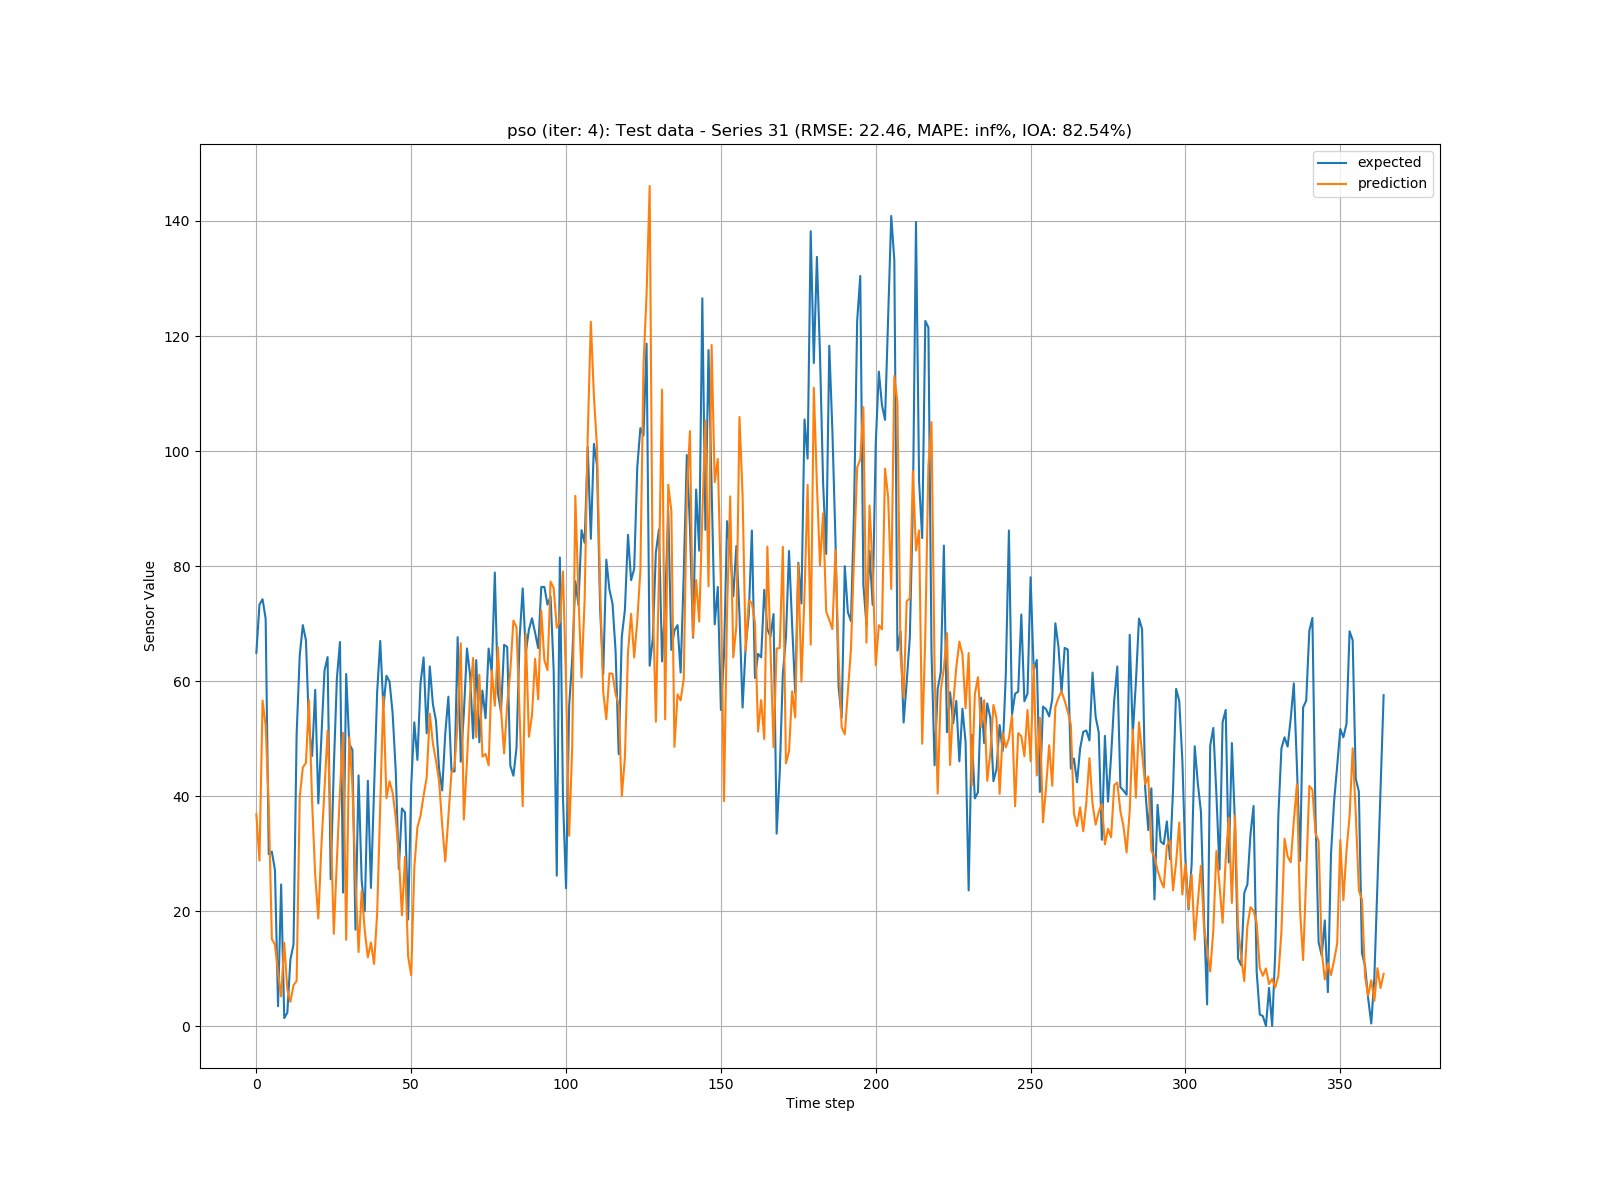 pso (iter: 4): Test data - Series 31 (RMSE: 22.46, MAPE: inf%, IOA: 82.54%)
expected
prediction
140
120
100
80
60
40
20
0
Sensor Value
0 50 100 150 200 250 300 350
Time step